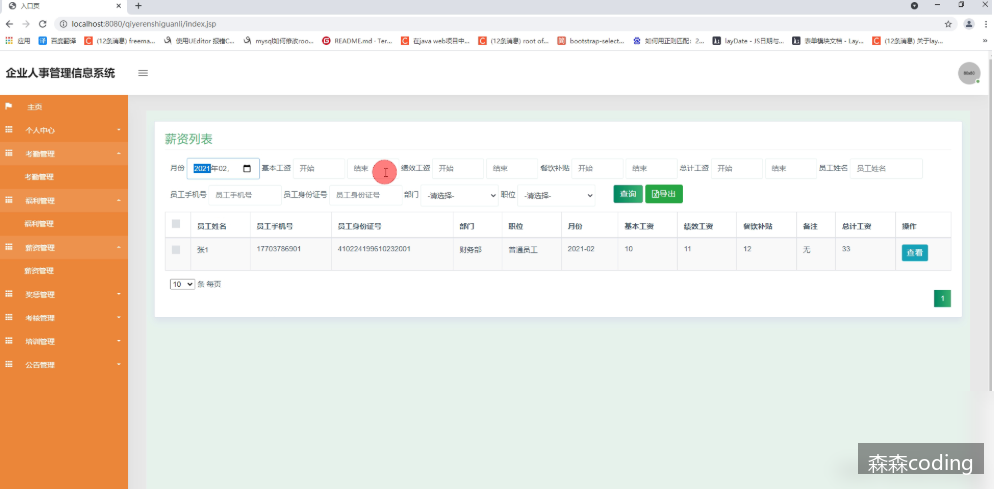 入口页
localhost:8080/qiyerenshiguanli/index.jsp
应用 百度翻译 (12条消息) freema... 使用UEditor 报错C... mysql如何修改roo... README.md · Ter... 在java web项目中... (12条消息) root of... bootstrap-select... 如何用正则匹配：2... layDate - JS日期与... 表单模块文档 - Lay... (12条消息) 关于lay...
企业人事管理信息系统
主页
个人中心
考勤管理
考勤管理
福利管理
福利管理
薪资管理
薪资管理
奖惩管理
考核管理
培训管理
公告管理
薪资列表
月份 2021年02. 基本工资 开始 结束 绩效工资 开始 结束 餐饮补贴 开始 结束 总计工资 开始 结束 员工姓名 员工姓名
员工手机号 员工手机号 员工身份证号 员工身份证号 部门 -请选择- 职位 -请选择- 查询 导出
员工姓名 员工手机号 员工身份证号 部门 职位 月份 基本工资 绩效工资 餐饮补贴 备注 总计工资 操作
张1 17703786901 410224199610232001 财务部 普通员工 2021-02 10 11 12 无 33 查看
10 条 每页
1
森森coding